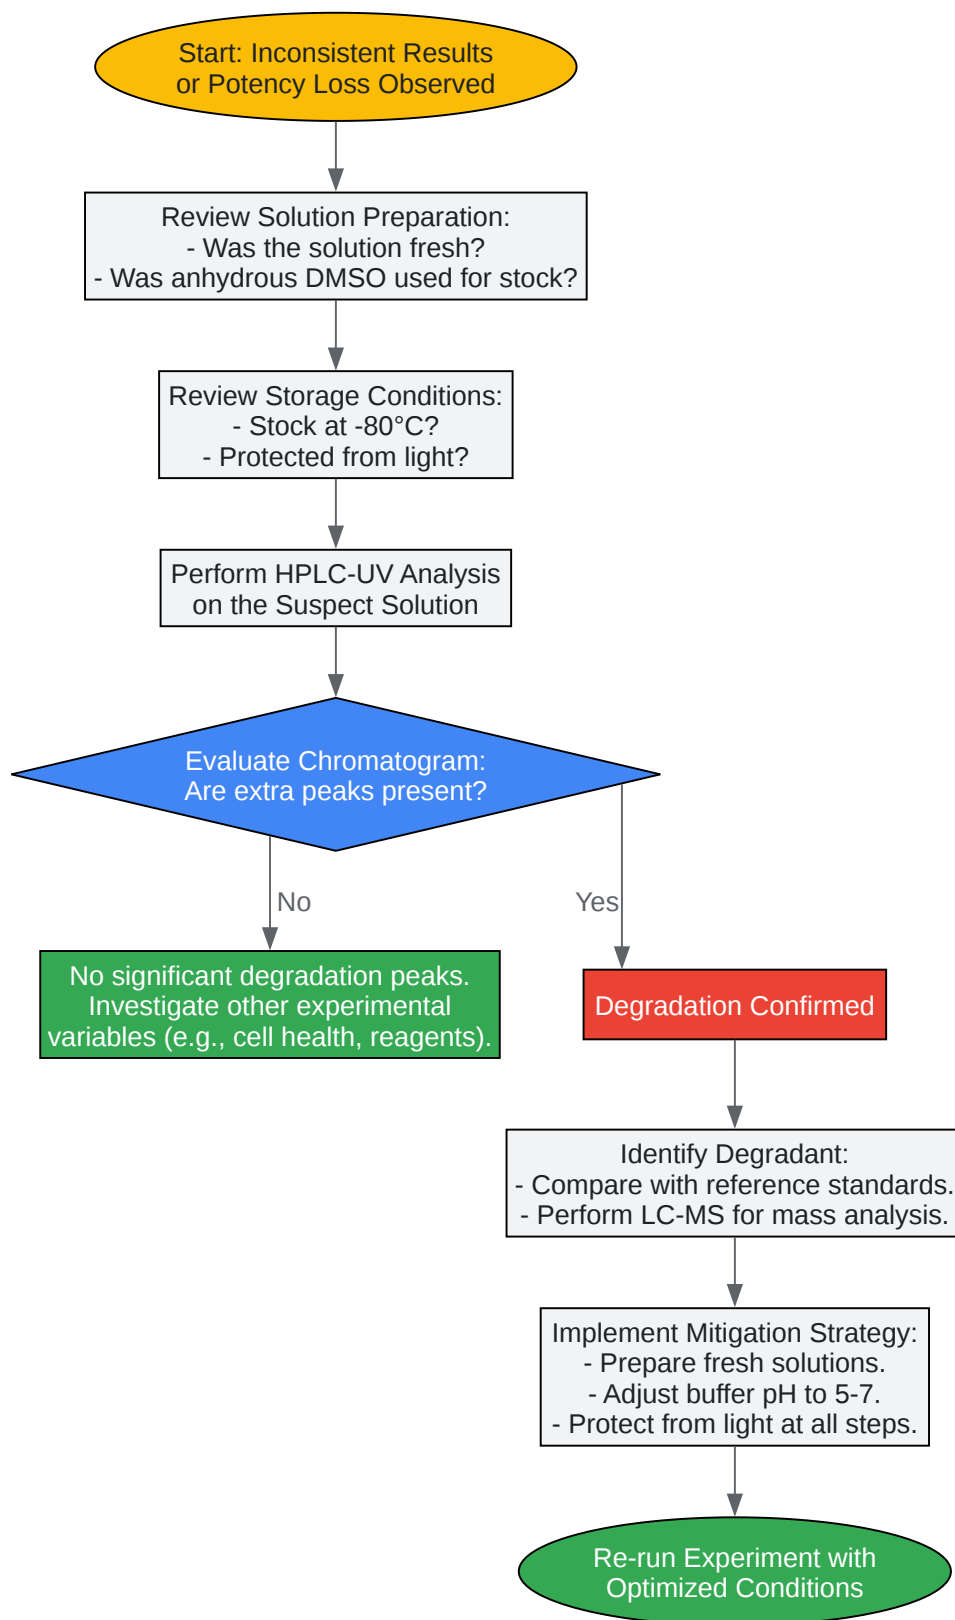 Start: Inconsistent Results
or Potency Loss Observed
Review Solution Preparation:
- Was the solution fresh?
- Was anhydrous DMSO used for stock?
Review Storage Conditions:
- Stock at -80°C?
- Protected from light?
Perform HPLC-UV Analysis
on the Suspect Solution
Evaluate Chromatogram:
Are extra peaks present?
No
Yes
No significant degradation peaks.
Investigate other experimental
variables (e.g., cell health, reagents).
Degradation Confirmed
Identify Degradant:
- Compare with reference standards.
- Perform LC-MS for mass analysis.
Implement Mitigation Strategy:
- Prepare fresh solutions.
- Adjust buffer pH to 5-7.
- Protect from light at all steps.
Re-run Experiment with
Optimized Conditions